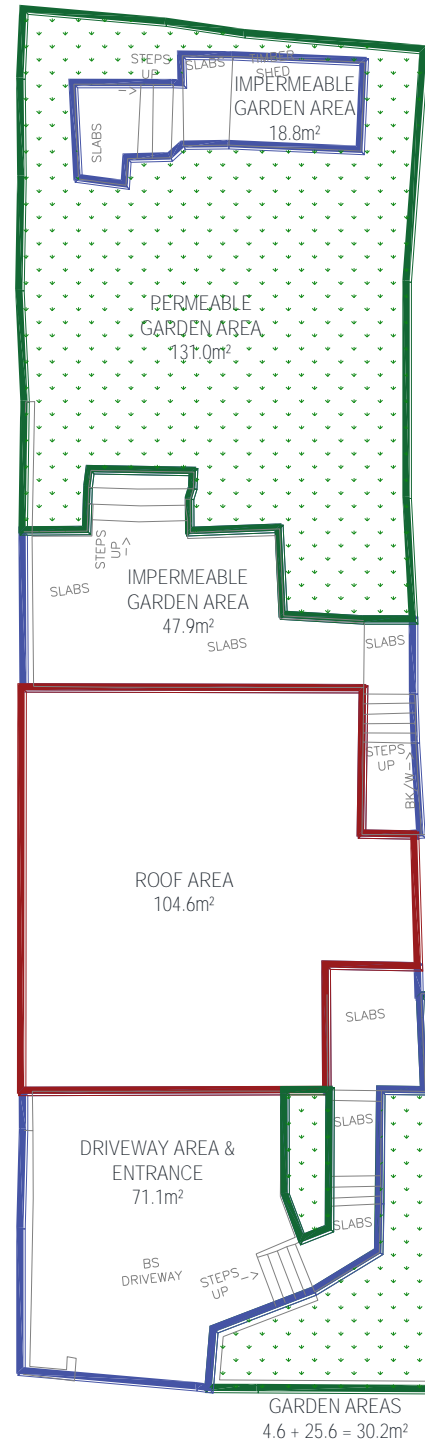 STEPS
UP
-->
SLABS
TIMBER
SHED
IMPERMEABLE
GARDEN AREA
18.8m²
SLABS
PERMEABLE
GARDEN AREA
131.0m²
STEPS
UP
-->
IMPERMEABLE
GARDEN AREA
47.9m²
SLABS
SLABS
SLABS
STEPS
UP
BK/W-->
ROOF AREA
104.6m²
SLABS
SLABS
DRIVEWAY AREA &
ENTRANCE
71.1m²
SLABS
BS
DRIVEWAY
STEPS-->
UP
GARDEN AREAS
4.6 + 25.6 = 30.2m²